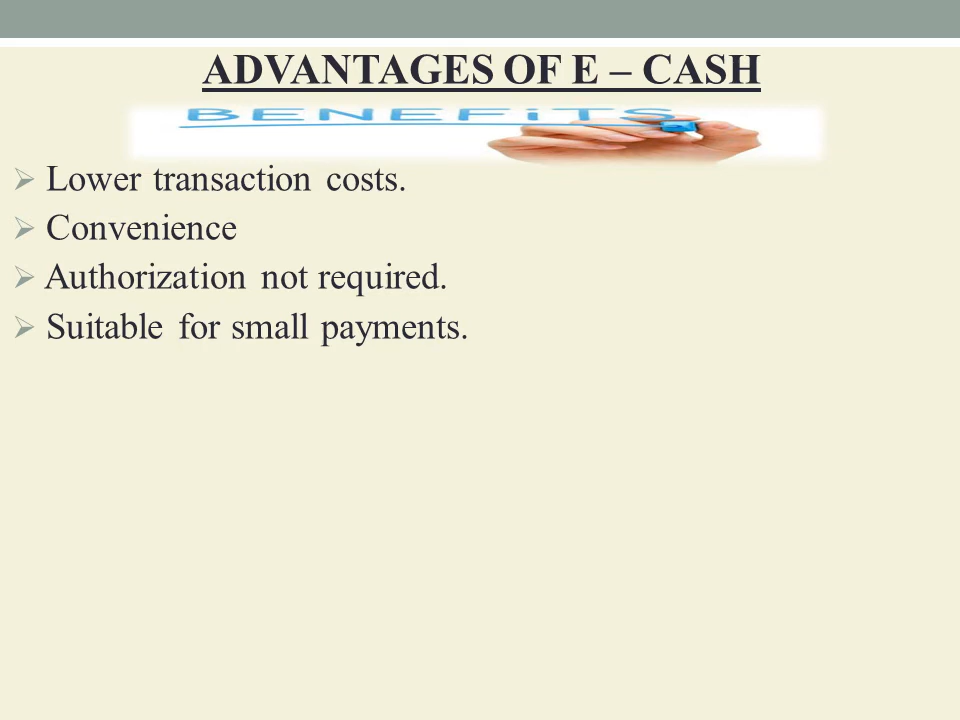 ADVANTAGES OF E – CASH
BENEFiTS
Lower transaction costs.
Convenience
Authorization not required.
Suitable for small payments.